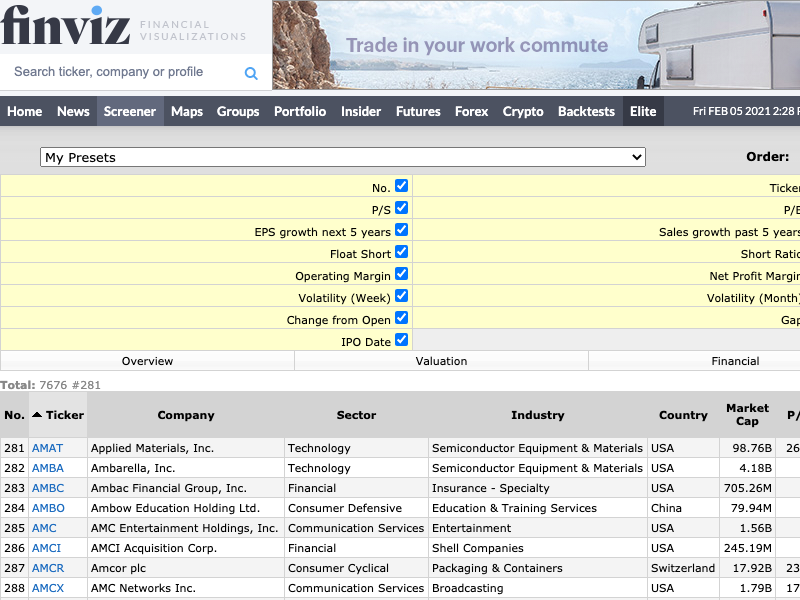 finviz FINANCIAL VISUALIZATIONS
Trade in your work commute
Search ticker, company or profile
Home News Screener Maps Groups Portfolio Insider Futures Forex Crypto Backtests Elite Fri FEB 05 2021 2:28
My Presets Order:
No. Ticker
P/S P/E
EPS growth next 5 years Sales growth past 5 years
Float Short Short Ratio
Operating Margin Net Profit Margin
Volatility (Week) Volatility (Month)
Change from Open Gap
IPO Date
Overview Valuation Financial
Total: 7676 #281
No. Ticker Company Sector Industry Country Market Cap P/
281 AMAT Applied Materials, Inc. Technology Semiconductor Equipment & Materials USA 98.76B 26
282 AMBA Ambarella, Inc. Technology Semiconductor Equipment & Materials USA 4.18B
283 AMBC Ambac Financial Group, Inc. Financial Insurance - Specialty USA 705.26M
284 AMBO Ambow Education Holding Ltd. Consumer Defensive Education & Training Services China 79.94M
285 AMC AMC Entertainment Holdings, Inc. Communication Services Entertainment USA 1.56B
286 AMCI AMCI Acquisition Corp. Financial Shell Companies USA 245.19M
287 AMCR Amcor plc Consumer Cyclical Packaging & Containers Switzerland 17.92B 23
288 AMCX AMC Networks Inc. Communication Services Broadcasting USA 1.79B 17